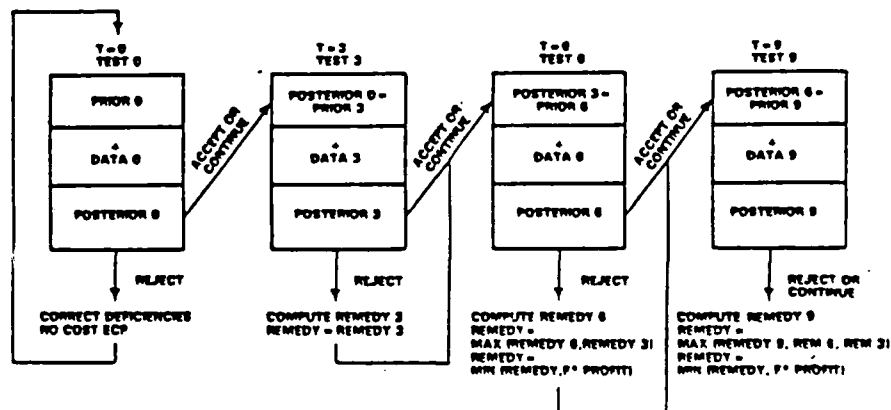 T = 0
TEST 0
PRIOR 0
+
DATA 0
POSTERIOR 0
REJECT
CORRECT DEFICIENCIES
NO COST ECP
ACCEPT OR
CONTINUE
T = 3
TEST 3
POSTERIOR 0 =
PRIOR 3
+
DATA 3
POSTERIOR 3
REJECT
COMPUTE REMEDY 3
REMEDY = REMEDY 3
ACCEPT OR
CONTINUE
T = 6
TEST 6
POSTERIOR 3 =
PRIOR 6
+
DATA 6
POSTERIOR 6
REJECT
COMPUTE REMEDY 6
REMEDY =
MAX (REMEDY 6,REMEDY 3)
REMEDY =
MIN (REMEDY,F* PROFIT)
ACCEPT OR
CONTINUE
T = 9
TEST 9
POSTERIOR 6 =
PRIOR 9
+
DATA 9
POSTERIOR 9
REJECT OR
CONTINUE
COMPUTE REMEDY 9
REMEDY =
MAX (REMEDY 9, REM 6, REM 3)
REMEDY =
MIN (REMEDY, F* PROFIT)